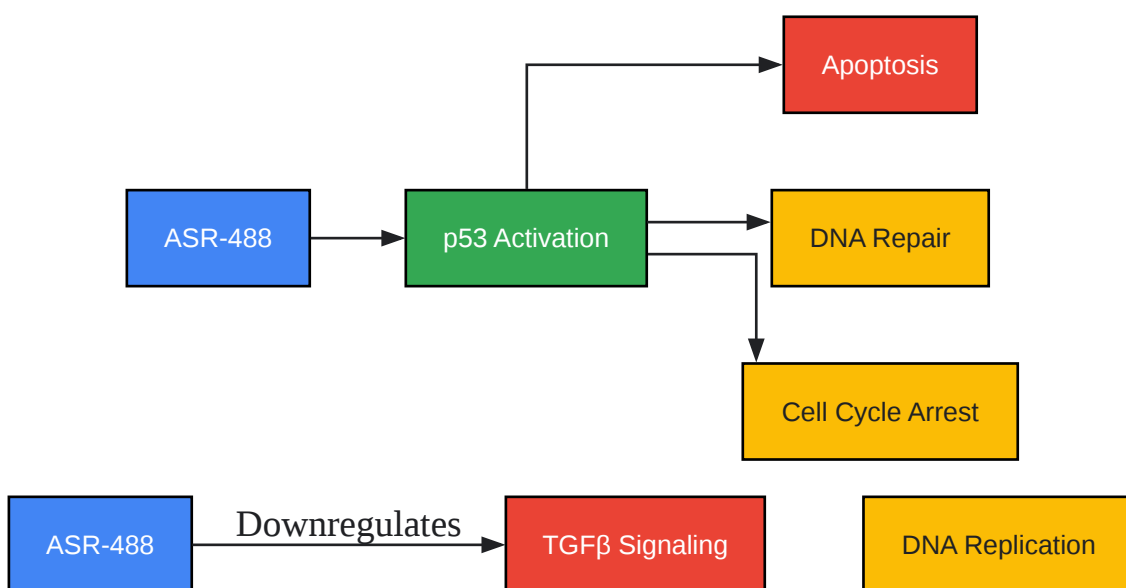 Apoptosis
ASR-488
p53 Activation
DNA Repair
Cell Cycle Arrest
ASR-488
Downregulates
TGFβ Signaling
DNA Replication